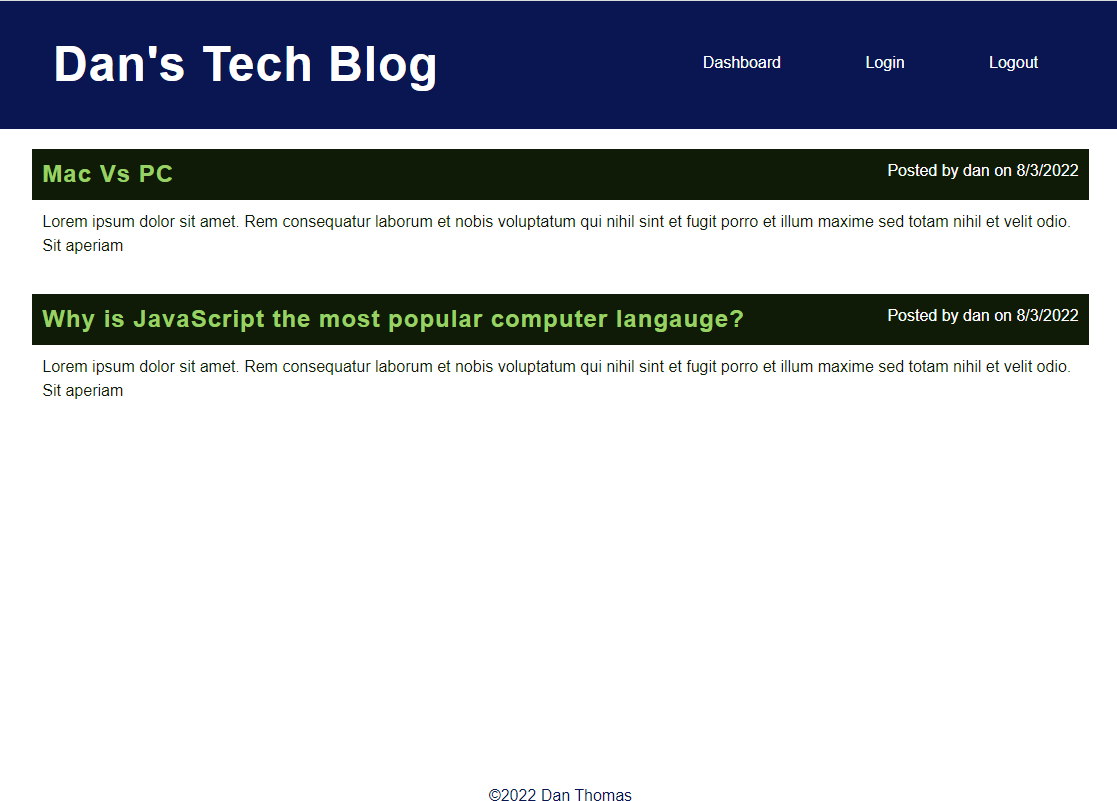 Dan's Tech Blog
Dashboard Login Logout
Mac Vs PC Posted by dan on 8/3/2022
Lorem ipsum dolor sit amet. Rem consequatur laborum et nobis voluptatum qui nihil sint et fugit porro et illum maxime sed totam nihil et velit odio.
Sit aperiam
Why is JavaScript the most popular computer langauge? Posted by dan on 8/3/2022
Lorem ipsum dolor sit amet. Rem consequatur laborum et nobis voluptatum qui nihil sint et fugit porro et illum maxime sed totam nihil et velit odio.
Sit aperiam
©2022 Dan Thomas